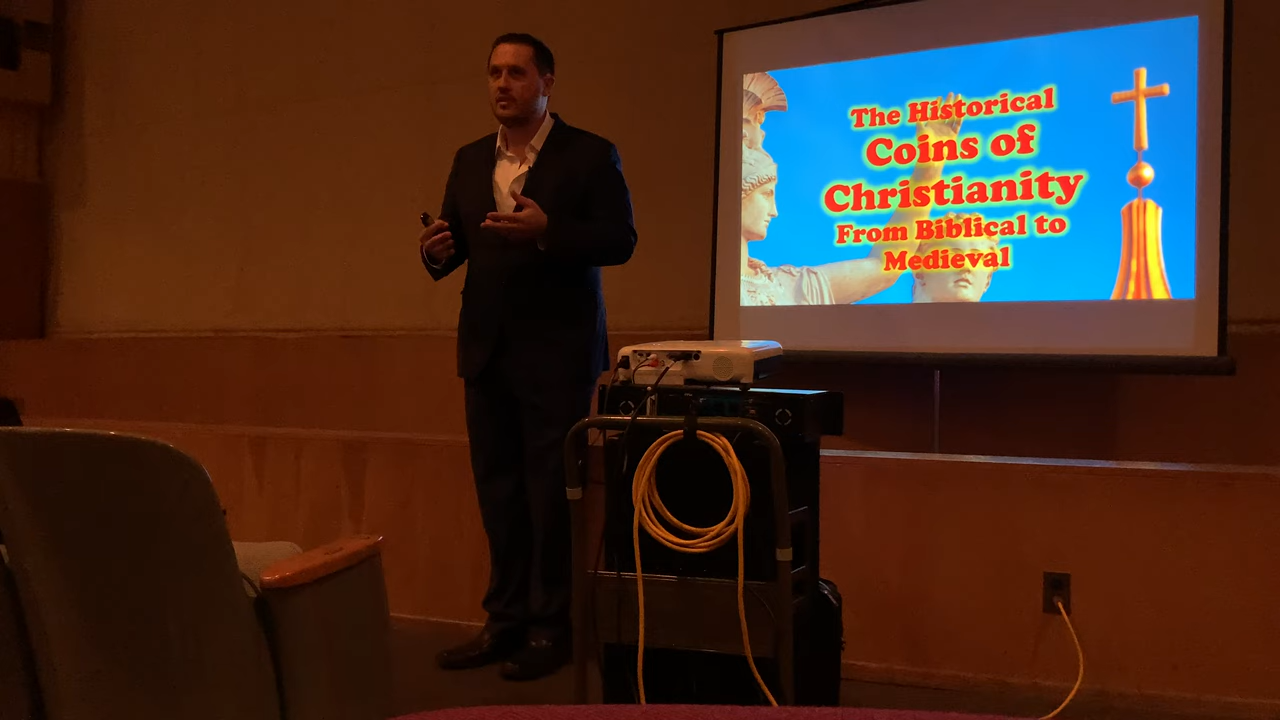 The Historical
Coins of
Christianity
From Biblical to
Medieval